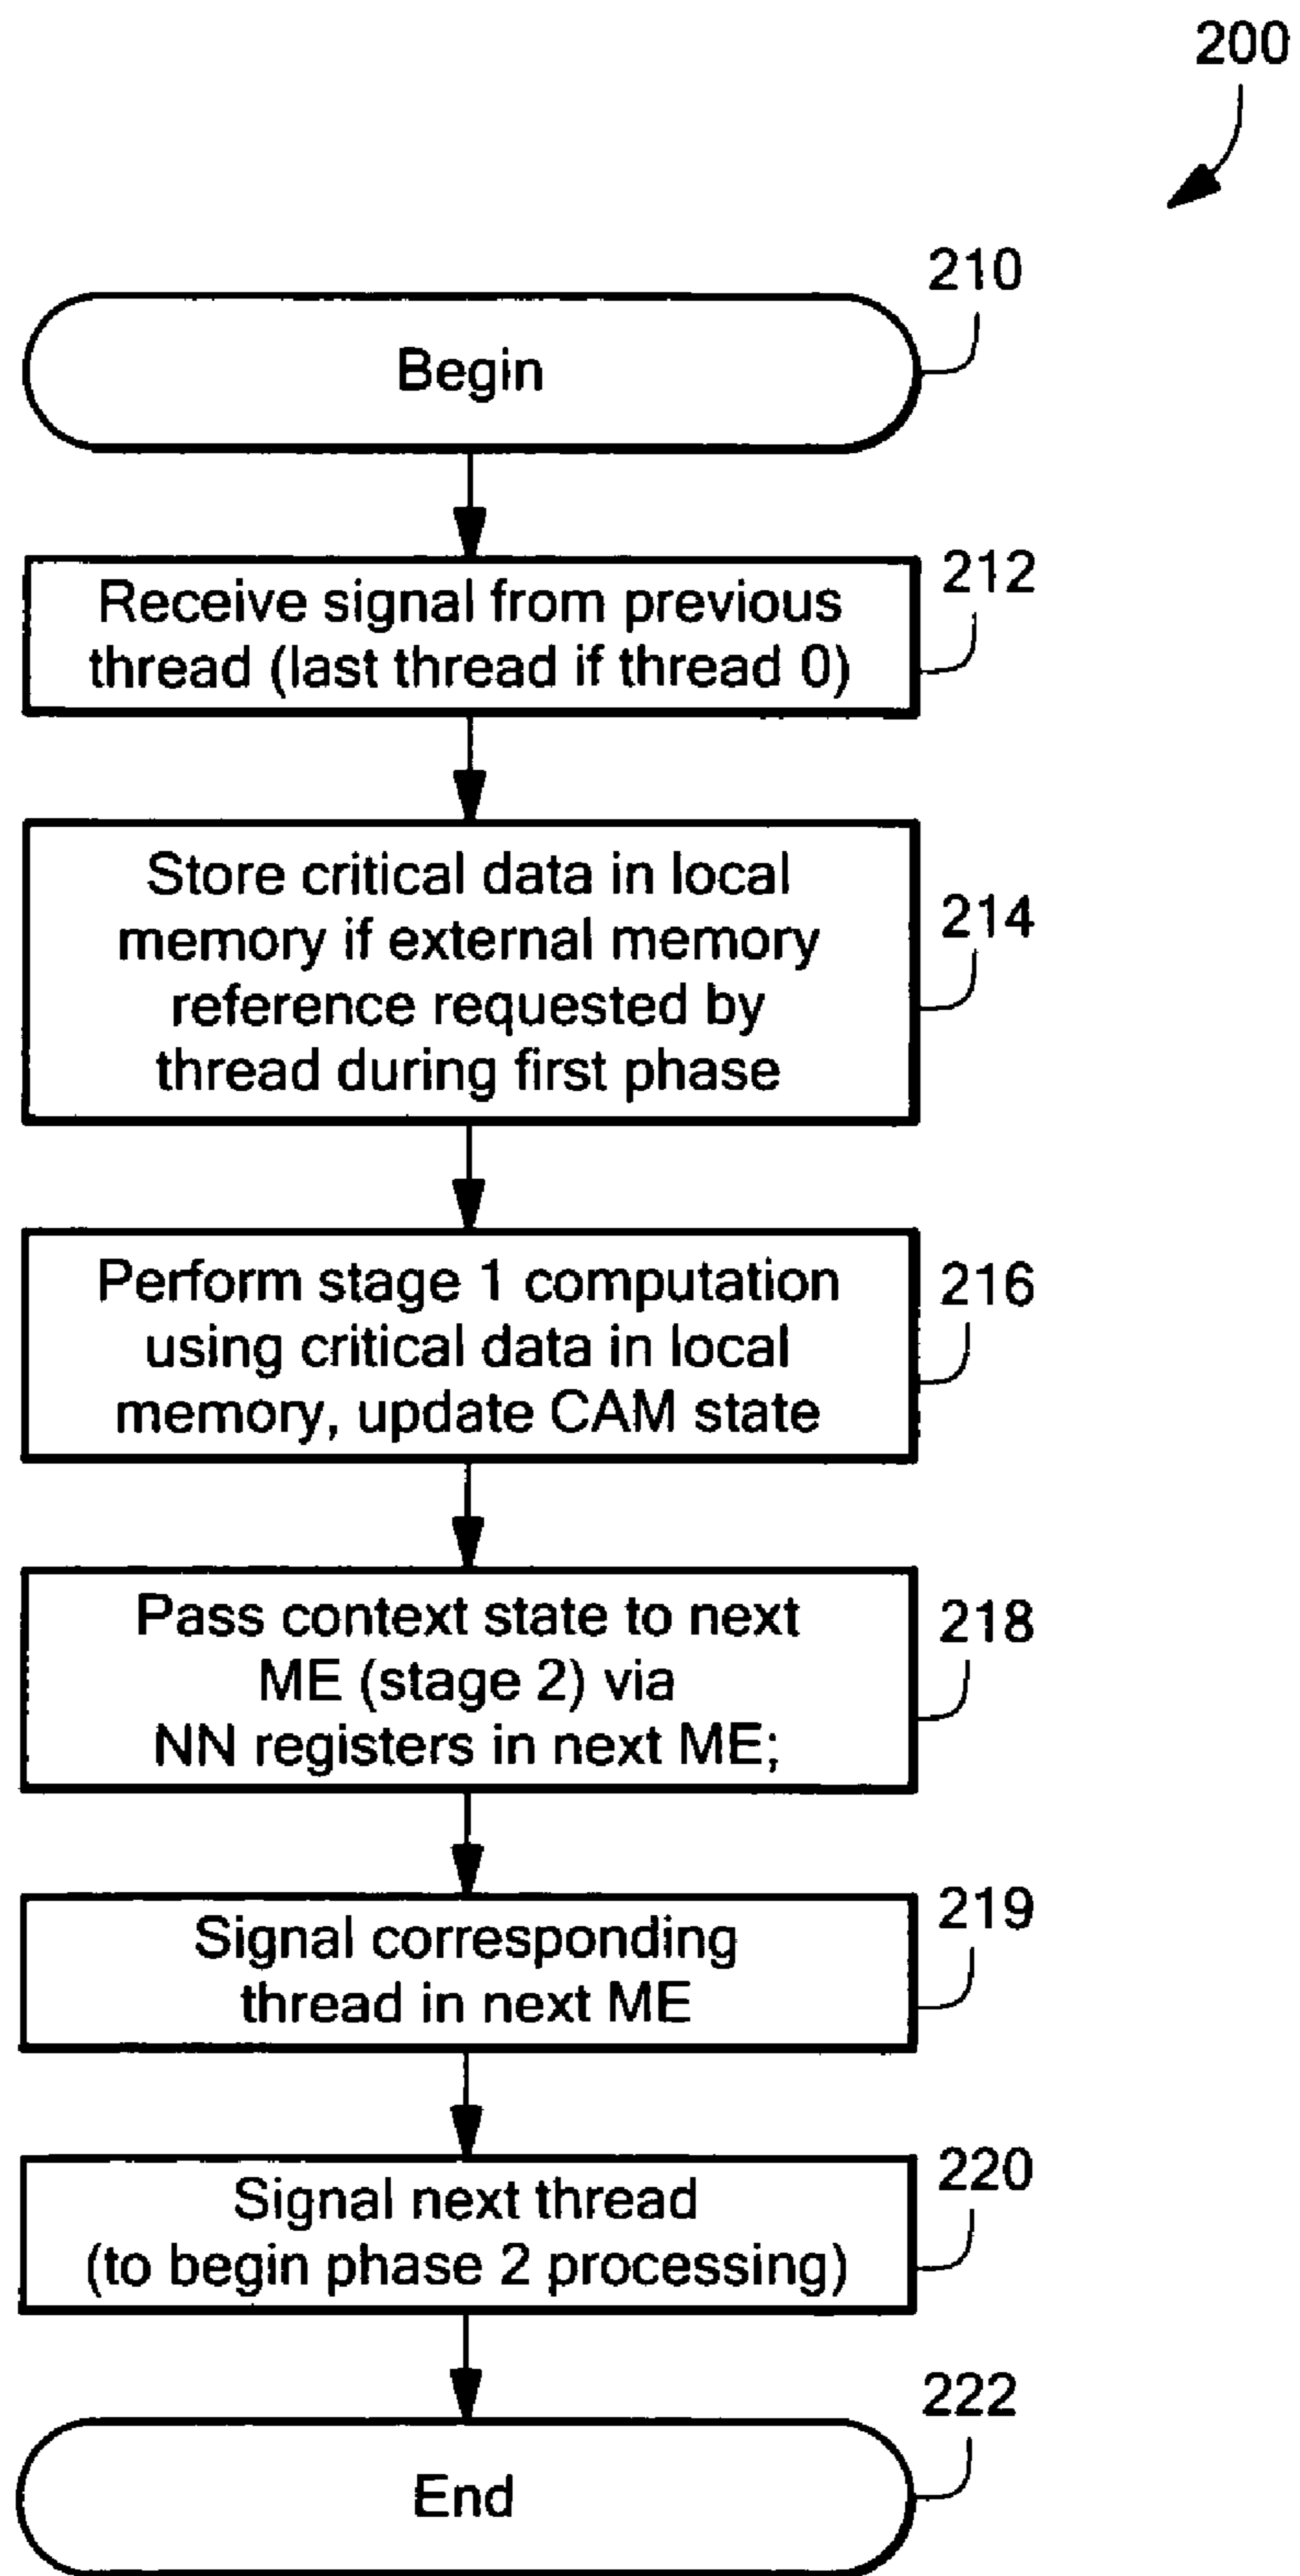 200
210
Begin
212
Receive signal from previous
thread (last thread if thread 0)
214
Store critical data in local
memory if external memory
reference requested by
thread during first phase
216
Perform stage 1 computation
using critical data in local
memory, update CAM state
218
Pass context state to next
ME (stage 2) via
NN registers in next ME;
219
Signal corresponding
thread in next ME
220
Signal next thread
(to begin phase 2 processing)
222
End